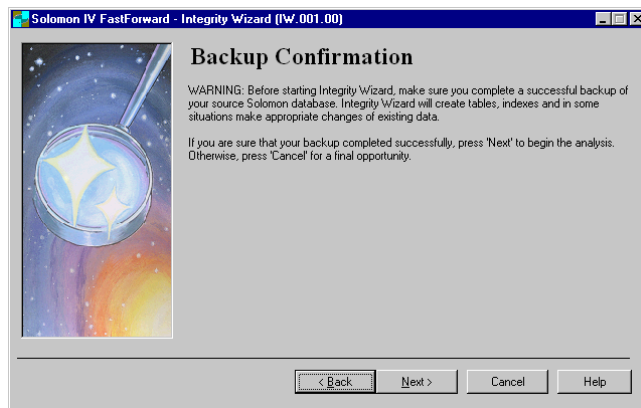 Solomon IV FastForward - Integrity Wizard (IW.001.00)
Backup Confirmation
WARNING: Before starting Integrity Wizard, make sure you complete a successful backup of
your source Solomon database. Integrity Wizard will create tables, indexes and in some
situations make appropriate changes of existing data.
If you are sure that your backup completed successfully, press 'Next' to begin the analysis.
Otherwise, press 'Cancel' for a final opportunity.
< Back Next > Cancel Help